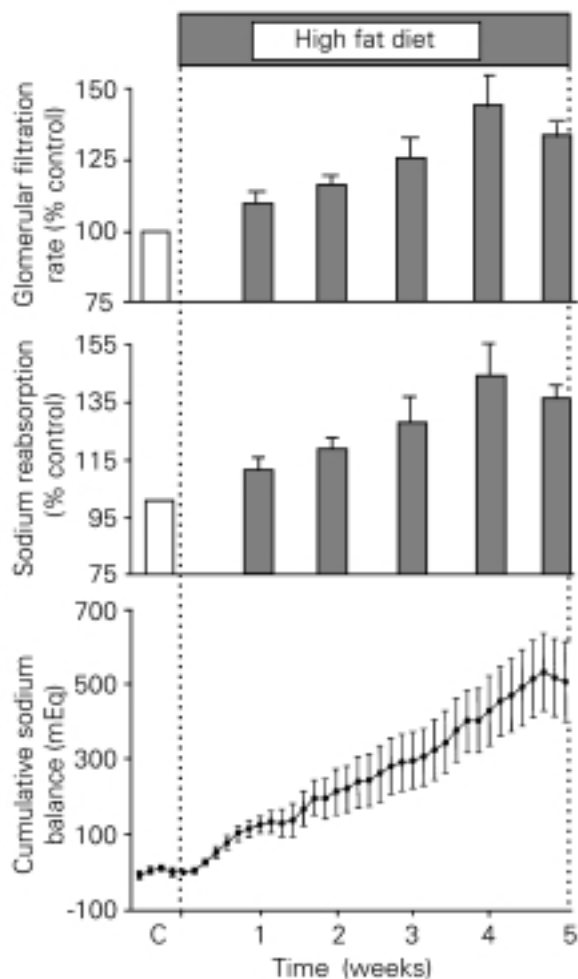 High fat diet
Glomerular filtration
rate (% control)
150
125
100
75
Sodium reabsorption
(% control)
155
135
115
95
75
Cumulative sodium
balance (mEq)
700
500
300
100
-100
C 1 2 3 4 5
Time (weeks)